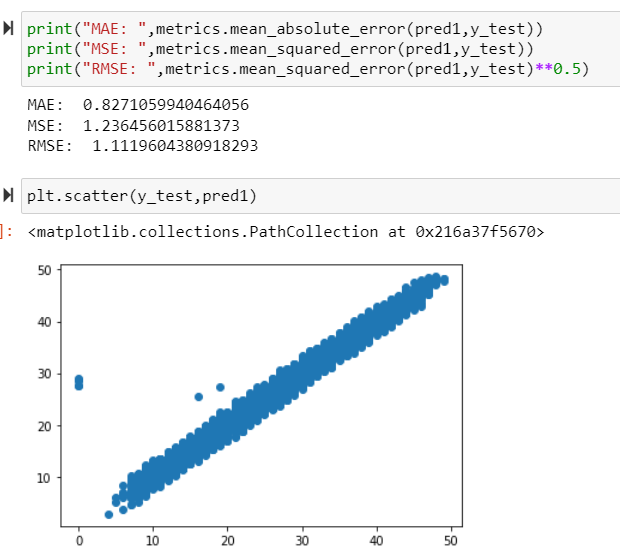 print("MAE: ",metrics.mean_absolute_error(pred1,y_test))
print("MSE: ",metrics.mean_squared_error(pred1,y_test))
print("RMSE: ",metrics.mean_squared_error(pred1,y_test)**0.5)
MAE:  0.8271059940464056
MSE:  1.236456015881373
RMSE:  1.1119604380918293
plt.scatter(y_test,pred1)
]: <matplotlib.collections.PathCollection at 0x216a37f5670>
50
40
30
20
10
0 10 20 30 40 50